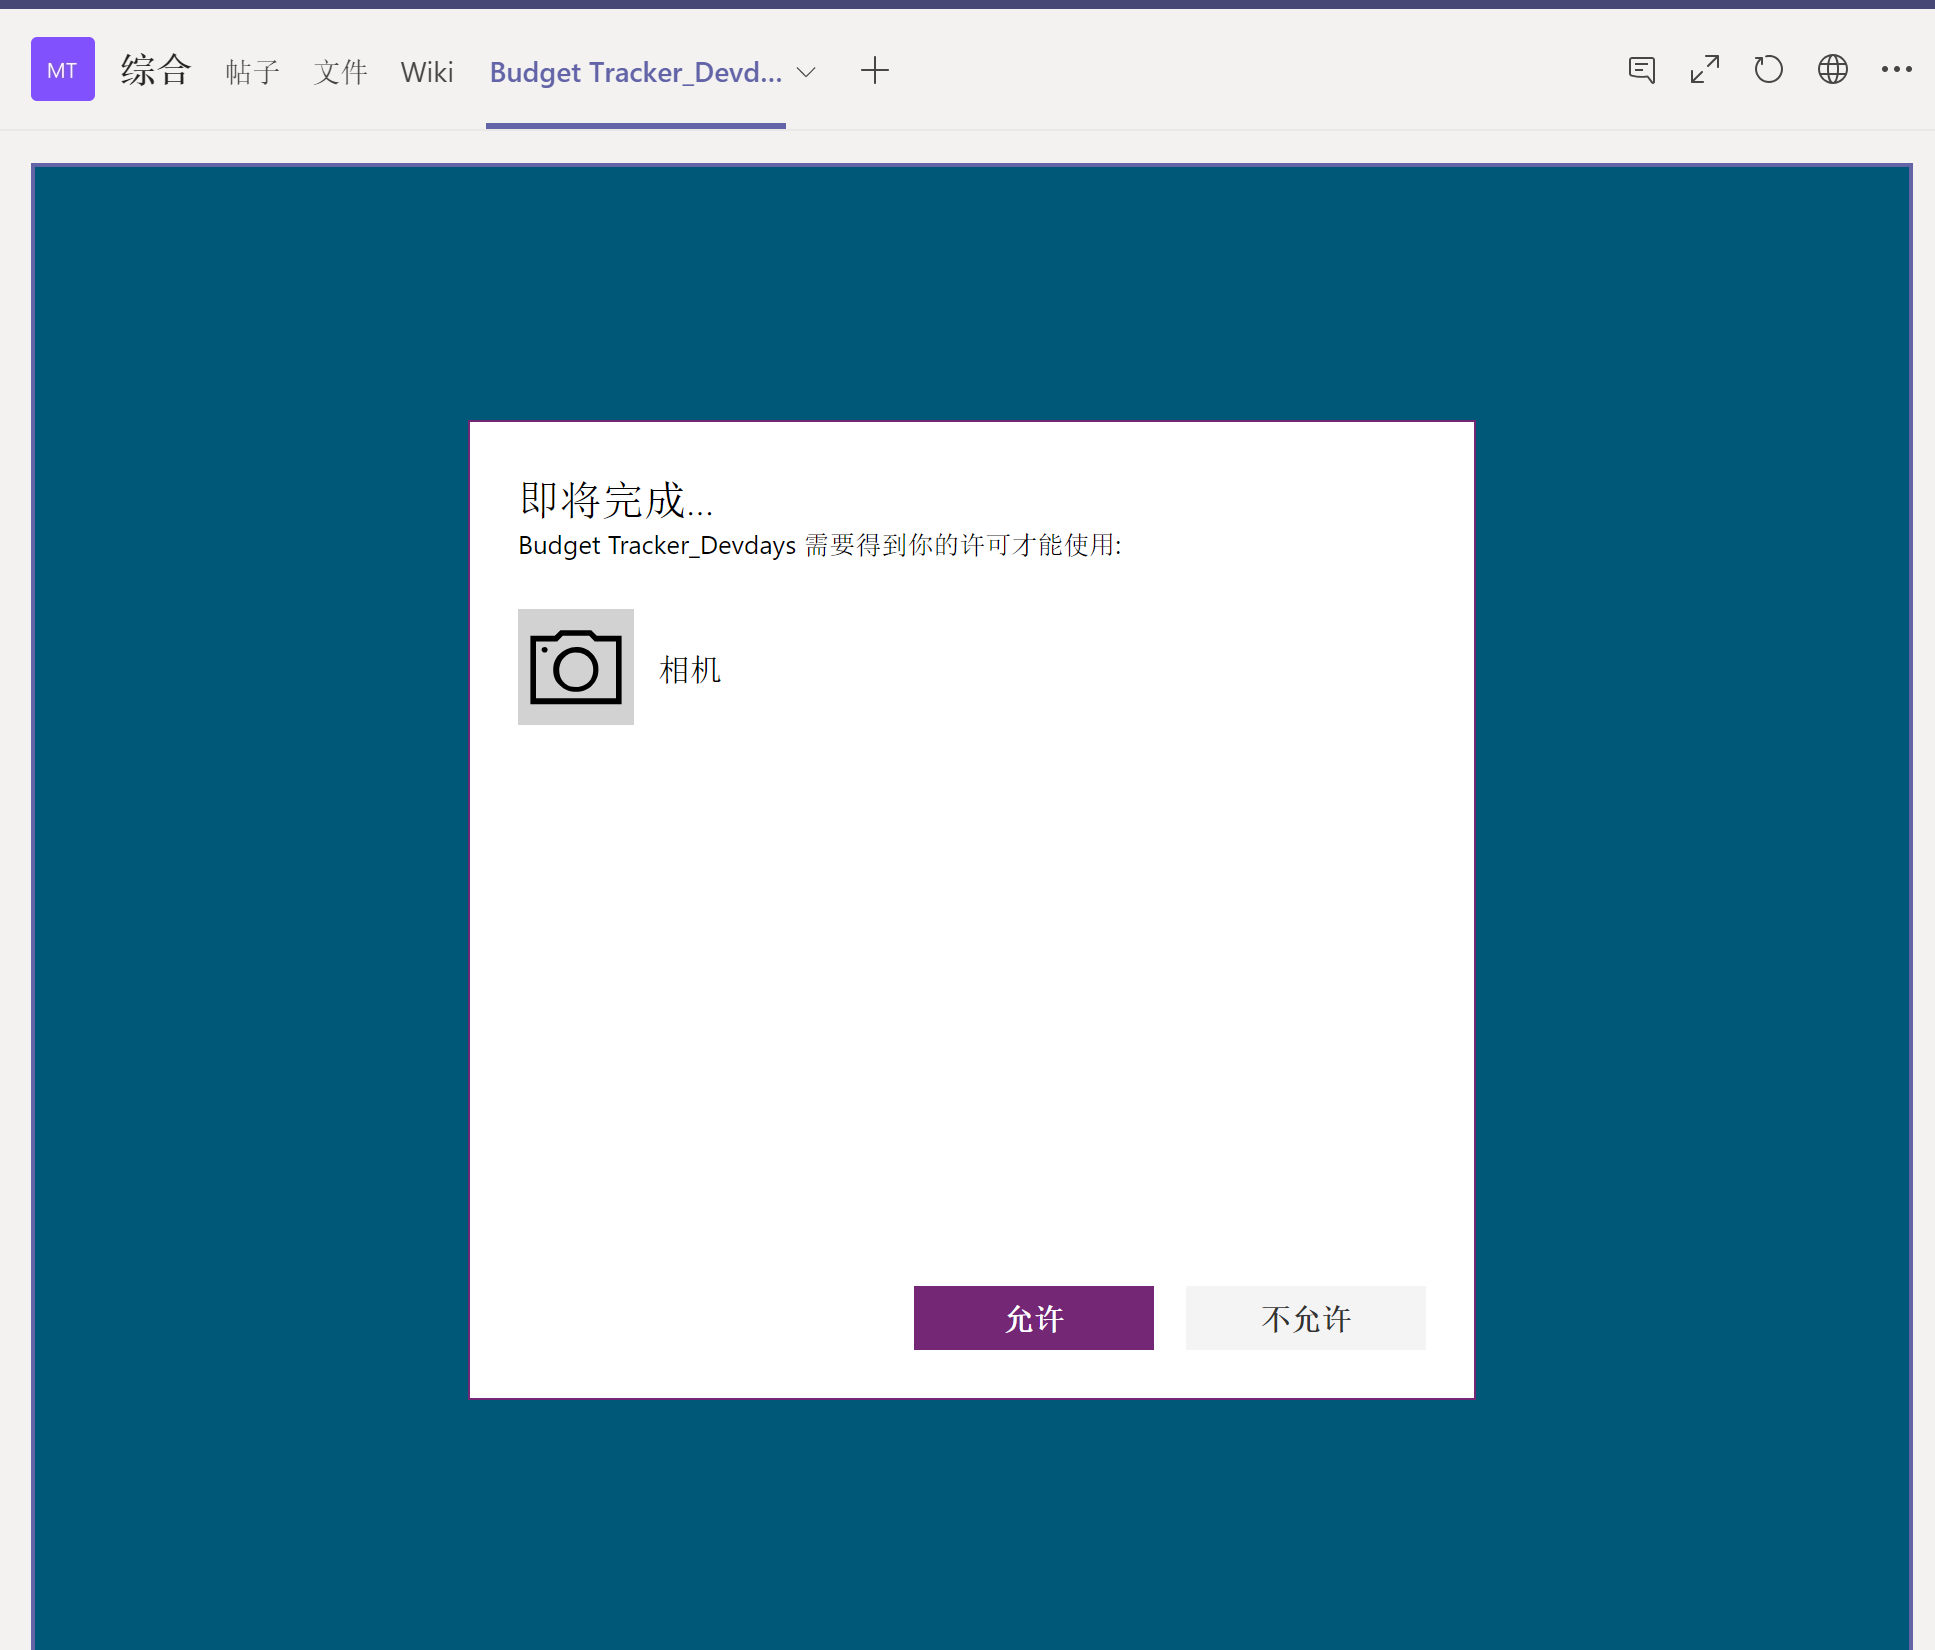 MT 综合 帖子 文件 Wiki Budget Tracker_Devd...
即将完成...
Budget Tracker_Devdays 需要得到你的许可才能使用:
相机
允许 不允许